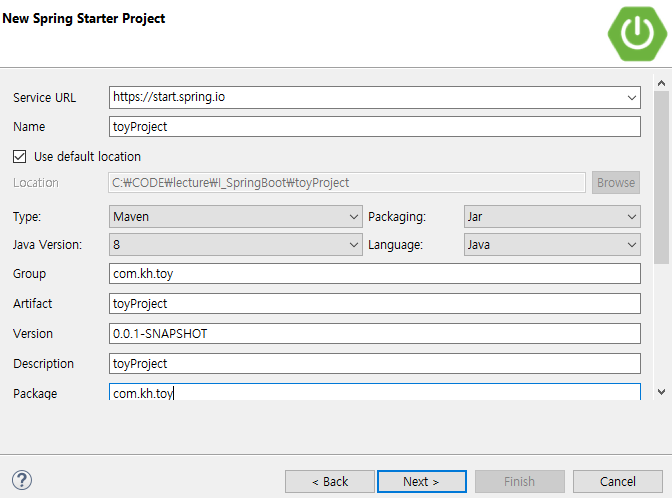 New Spring Starter Project
Service URL https://start.spring.io
Name toyProject
Use default location
Location C:₩CODE₩lecture₩I_SpringBoot₩toyProject Browse
Type: Maven Packaging: Jar
Java Version: 8 Language: Java
Group com.kh.toy
Artifact toyProject
Version 0.0.1-SNAPSHOT
Description toyProject
Package com.kh.toy
? < Back Next > Finish Cancel